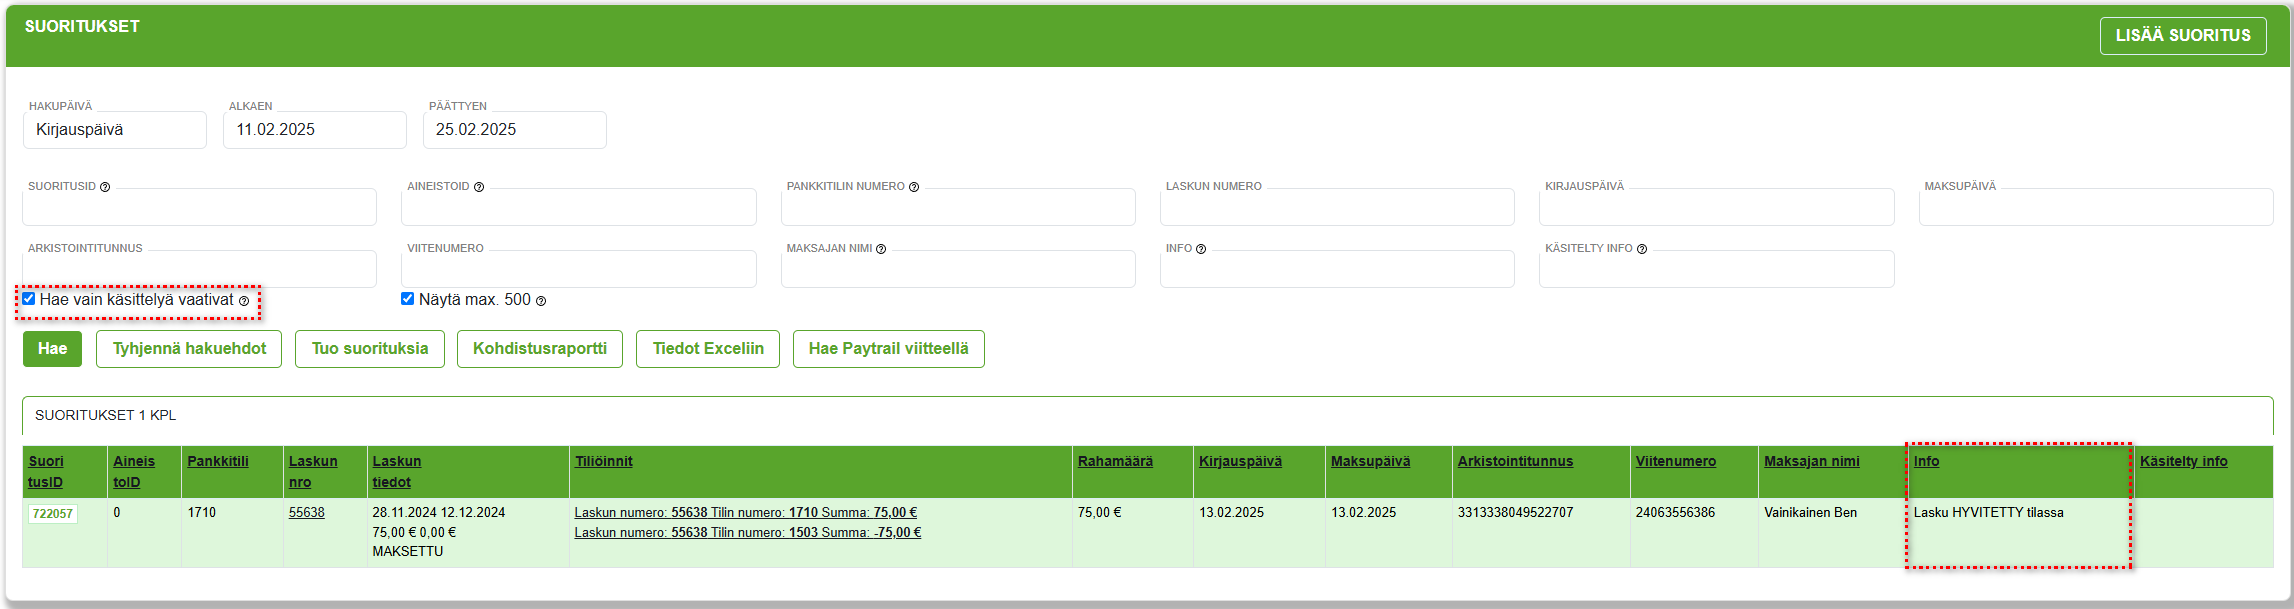 SUORITUKSET
LISÄÄ SUORITUS
HAKUPÄIVÄ ALKAEN PÄÄTTYEN
Kirjauspäivä 11.02.2025 25.02.2025
SUORITUSID AINEISTOID PANKKITILIN NUMERO LASKUN NUMERO KIRJAUSPÄIVÄ MAKSUPÄIVÄ
ARKISTOINTITUNNUS VIITENUMERO MAKSAJAN NIMI INFO KÄSITELTY INFO
Hae vain käsittelyä vaativat Näytä max. 500
Hae Tyhjennä hakuehdot Tuo suorituksia Kohdistusraportti Tiedot Exceliin Hae Paytrail viitteellä
SUORITUKSET 1 KPL
Suori Aineis Pankkitili Laskun Laskun Tiliöinnit Rahamäärä Kirjauspäivä Maksupäivä Arkistointitunnus Viitenumero Maksajan nimi Info Käsitelty info
tusID toID nro tiedot
722057 0 1710 55638 28.11.2024 12.12.2024 Laskun numero: 55638 Tilin numero: 1710 Summa: 75,00 € 75,00 € 13.02.2025 13.02.2025 3313338049522707 24063556386 Vainikainen Ben Lasku HYVITETTY tilassa
75,00 € 0,00 € Laskun numero: 55638 Tilin numero: 1503 Summa: -75,00 €
MAKSETTU